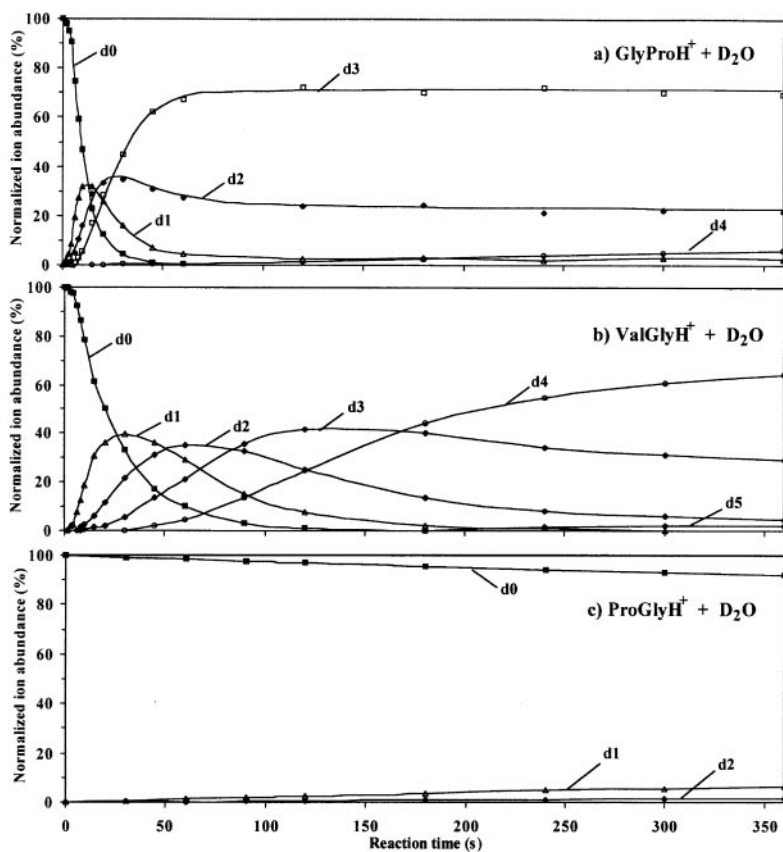 Normalized ion abundance (%)
100
80
60
40
20
0
d0
d3
a) GlyProH+ + D2O
d2
d1
d4
Normalized ion abundance (%)
100
80
60
40
20
0
d0
b) ValGlyH+ + D2O
d4
d1
d3
d2
d5
Normalized ion abundance (%)
100
80
60
40
20
0
d0
c) ProGlyH+ + D2O
d1
d2
0 50 100 150 200 250 300 350
Reaction time (s)